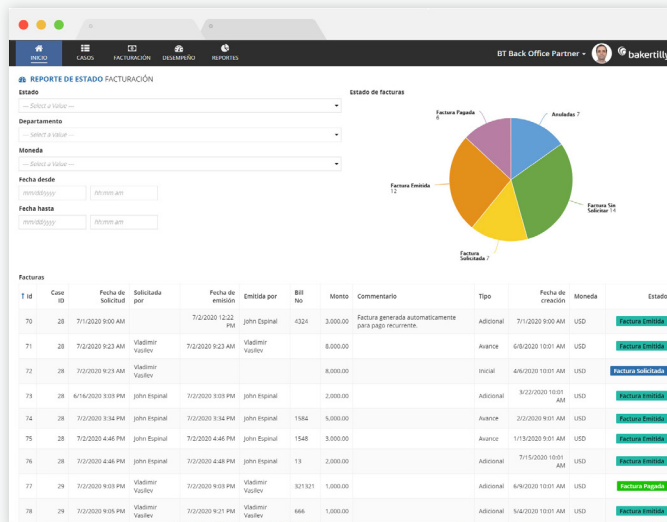 INICIO CASOS FACTURACIÓN DESEMPEÑO REPORTES BT Back Office Partner bakertilly
REPORTE DE ESTADO FACTURACIÓN
Estado
--- Select a Value ---
Departamento
--- Select a Value ---
Moneda
--- Select a Value ---
Fecha desde
mm/dd/yyyy hh:mm am
Fecha hasta
mm/dd/yyyy hh:mm am
Estado de facturas
Factura Pagada
6
Anuladas 7
Factura Emitida
12
Factura Sin
Solicitar 14
Factura
Solicitada 7
Facturas
Id Case ID Fecha de Solicitud Solicitada por Fecha de emisión Emitida por Bill No Monto Commentario Tipo Fecha de creación Moneda Estado
70 28 7/1/2020 9:00 AM 7/2/2020 12:22 PM John Espinal 4324 3.000.00 Factura generada automaticamente para pago recurrente. Adicional 7/1/2020 9:00 AM USD Factura Emitida
71 28 7/2/2020 9:23 AM Vladimir Vasilev 7/2/2020 9:23 AM Vladimir Vasilev 8.000.00 Avance 6/8/2020 10:01 AM USD Factura Emitida
72 28 7/2/2020 9:23 AM Vladimir Vasilev 8.000.00 Inicial 4/6/2020 10:01 AM USD Factura Solicitada
73 28 6/16/2020 3:03 PM John Espinal 7/2/2020 3:03 PM John Espinal 2,000.00 Adicional 3/22/2020 10:01 AM USD Factura Emitida
74 28 7/2/2020 3:34 PM John Espinal 7/2/2020 3:34 PM John Espinal 1584 5,000.00 Avance 2/2/2020 9:01 AM USD Factura Emitida
75 28 7/2/2020 4:46 PM John Espinal 7/2/2020 4:46 PM John Espinal 1548 3,000.00 Avance 1/13/2020 9:01 AM USD Factura Emitida
76 28 7/2/2020 4:46 PM John Espinal 7/2/2020 4:48 PM John Espinal 13 2,000.00 Adicional 7/15/2020 10:01 AM USD Factura Emitida
77 29 7/2/2020 9:03 PM Vladimir Vasilev 7/2/2020 9:03 PM Vladimir Vasilev 321321 1,000.00 Adicional 6/9/2020 10:01 AM USD Factura Pagada
78 29 7/2/2020 9:05 PM Vladimir Vasilev 7/2/2020 9:21 PM Vladimir Vasilev 666 1,000.00 Adicional 5/4/2020 10:01 AM USD Factura Emitida